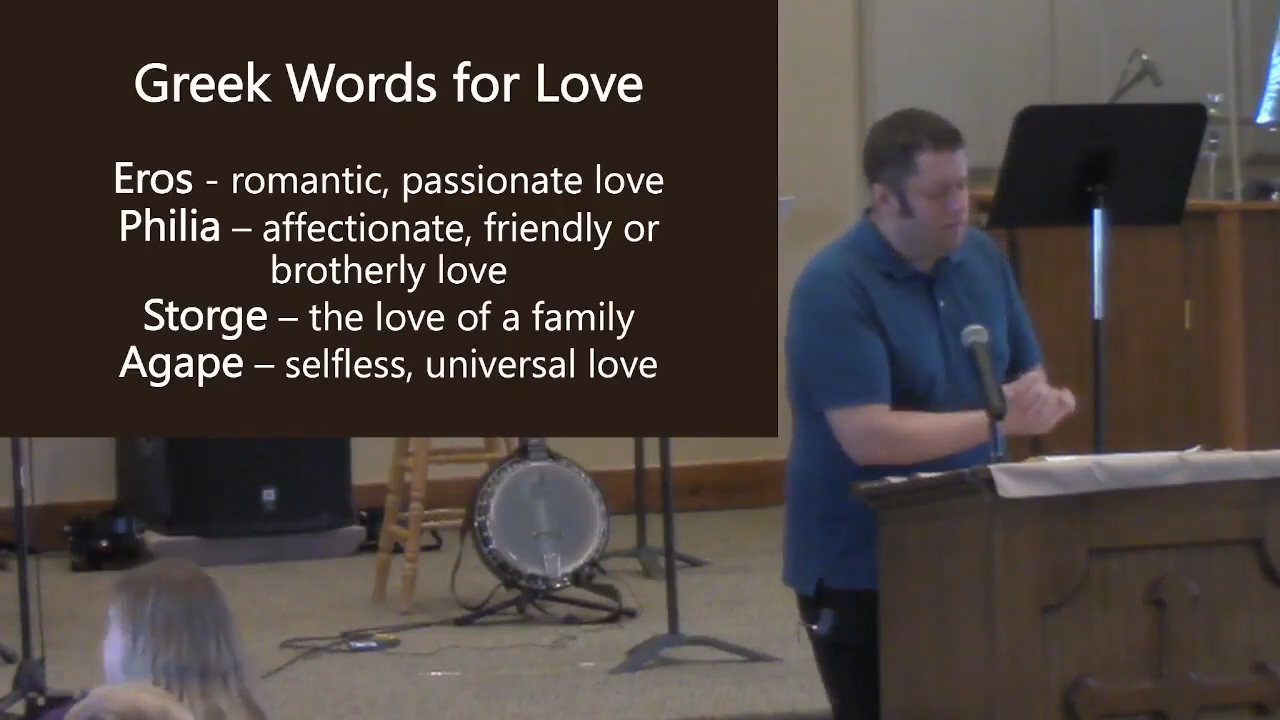 Greek Words for Love
Eros - romantic, passionate love
Philia – affectionate, friendly or
brotherly love
Storge – the love of a family
Agape – selfless, universal love